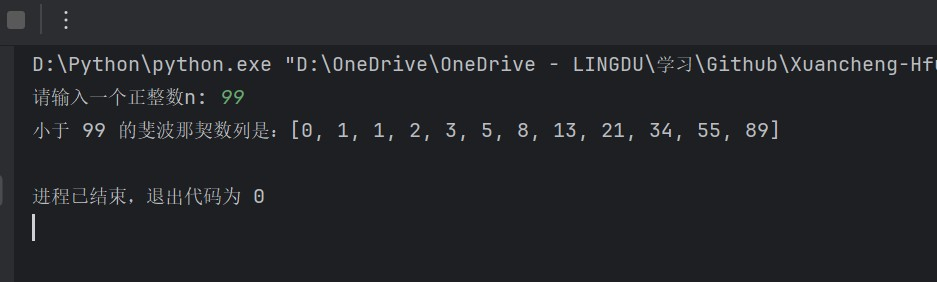 D:\Python\python.exe "D:\OneDrive\OneDrive - LINGDU\学习\Github\Xuancheng-Hf
请输入一个正整数n: 99
小于 99 的斐波那契数列是：[0, 1, 1, 2, 3, 5, 8, 13, 21, 34, 55, 89]
进程已结束，退出代码为 0